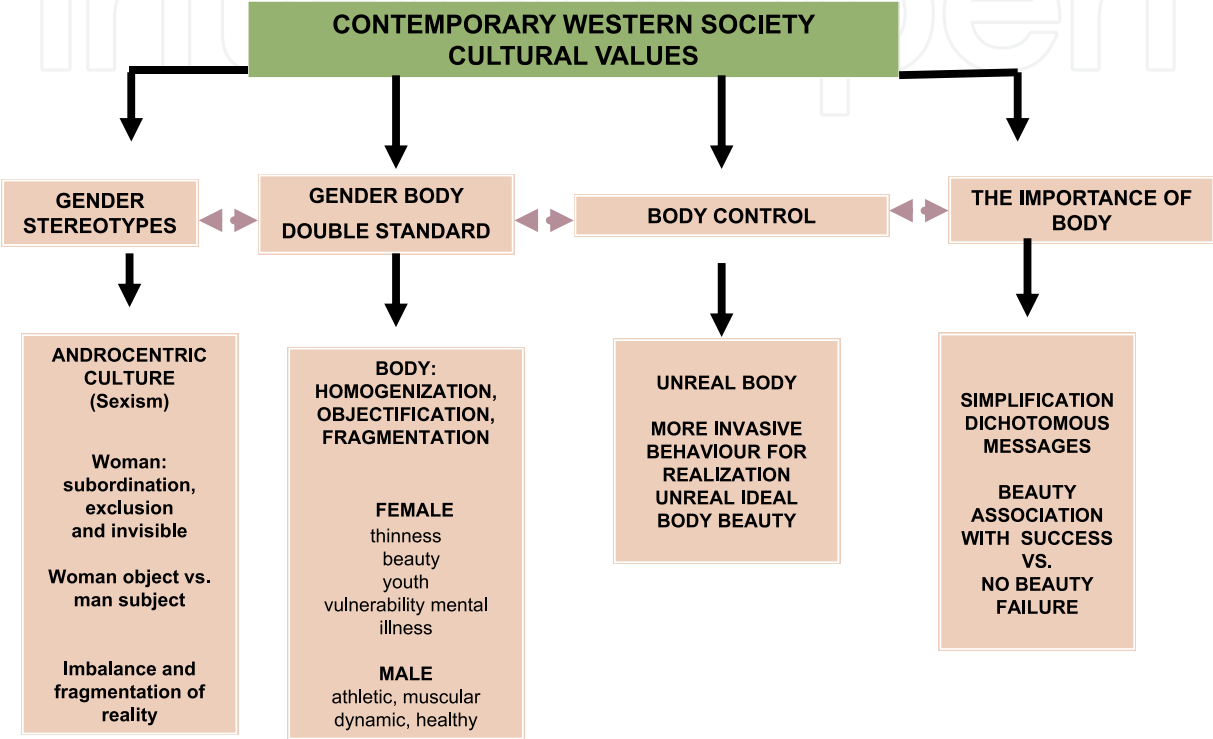 CONTEMPORARY WESTERN SOCIETY
CULTURAL VALUES
GENDER
STEREOTYPES
GENDER BODY
DOUBLE STANDARD
BODY CONTROL
THE IMPORTANCE OF
BODY
ANDROCENTRIC
CULTURE
(Sexism)
Woman:
subordination,
exclusion
and invisible
Woman object vs.
man subject
Imbalance and
fragmentation of
reality
BODY:
HOMOGENIZATION,
OBJECTIFICATION,
FRAGMENTATION
FEMALE
thinness
beauty
youth
vulnerability mental
illness
MALE
athletic, muscular
dynamic, healthy
UNREAL BODY
MORE INVASIVE
BEHAVIOUR FOR
REALIZATION
UNREAL IDEAL
BODY BEAUTY
SIMPLIFICATION
DICHOTOMOUS
MESSAGES
BEAUTY
ASSOCIATION
WITH SUCCESS
VS.
NO BEAUTY
FAILURE